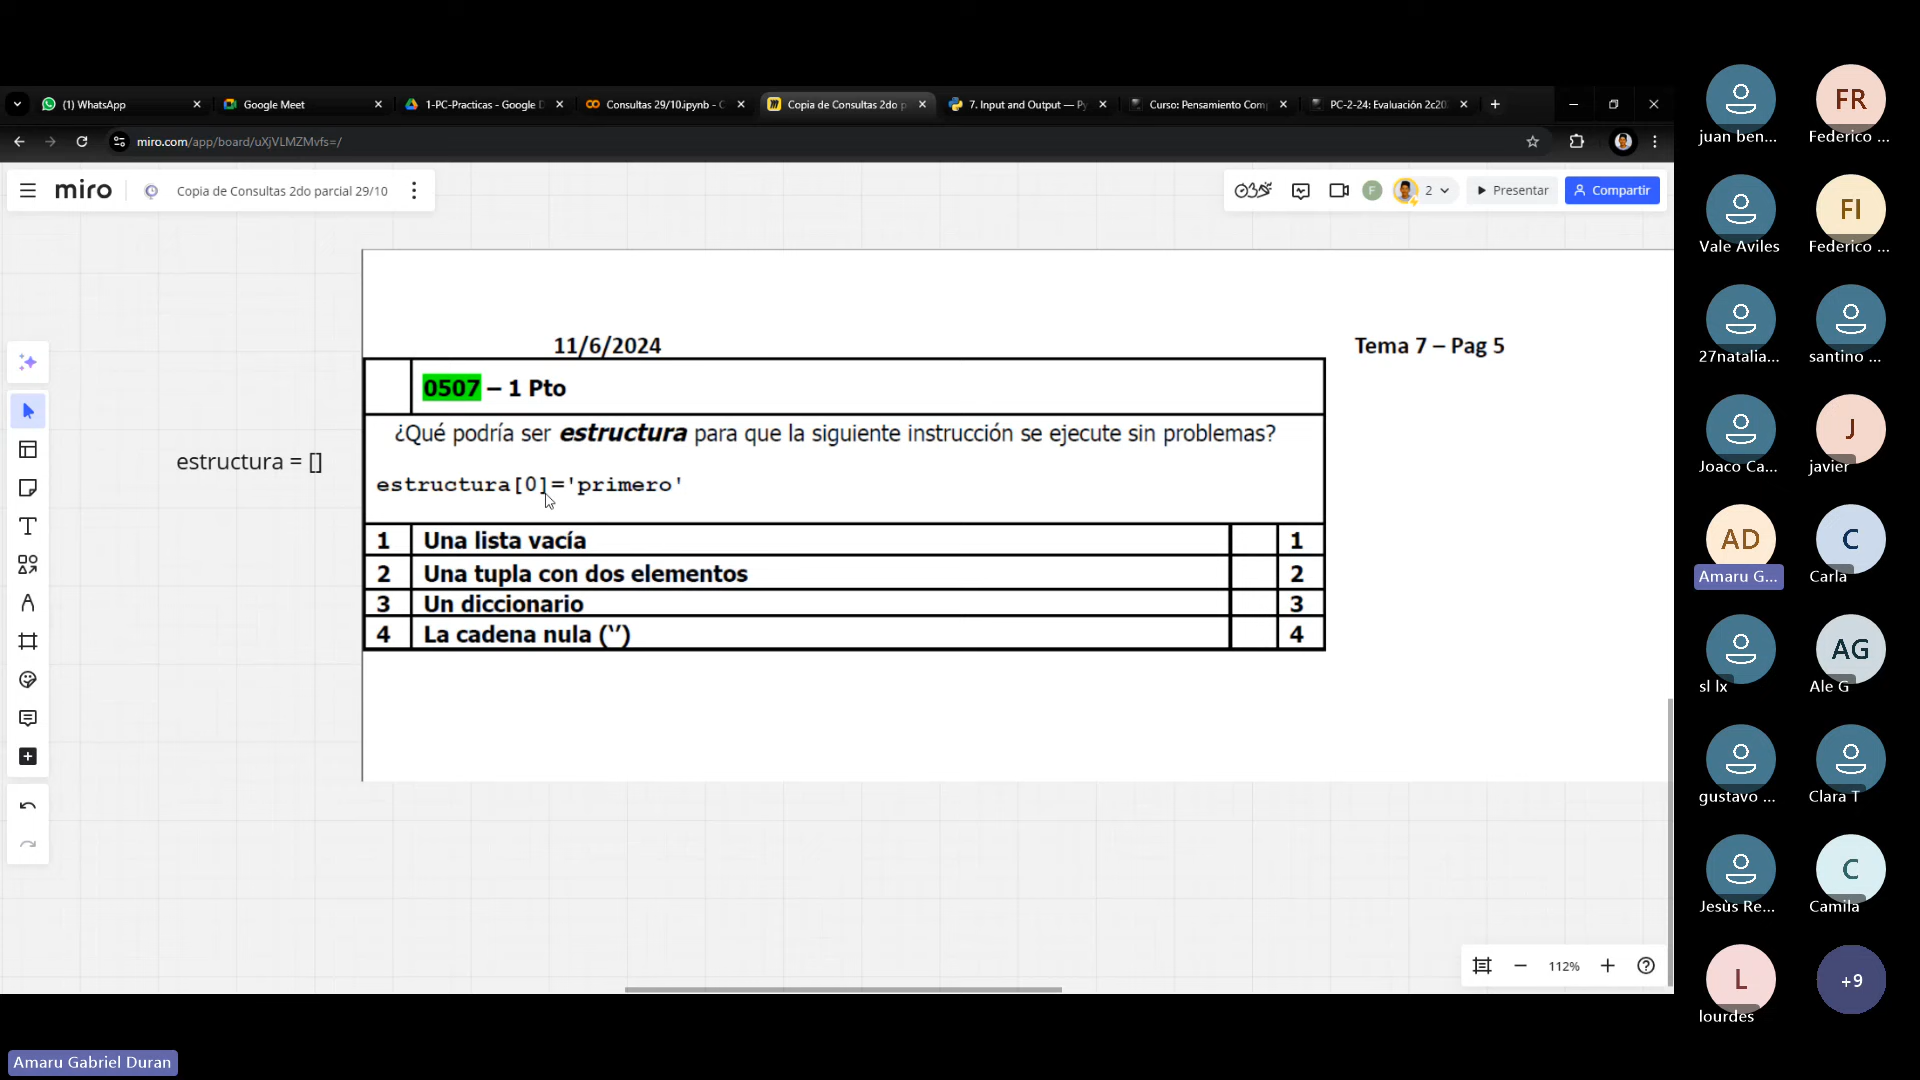 (1) WhatsApp
Google Meet
1-PC-Practicas - Google D
Consultas 29/10.ipynb - C
Copia de Consultas 2do p
7. Input and Output — Py
Curso: Pensamiento Comp
PC-2-24: Evaluación 2c20
miro.com/app/board/uXjVLMZMvfs=/
miro
Copia de Consultas 2do parcial 29/10
F
2
Presentar
Compartir
11/6/2024
Tema 7 – Pag 5
0507 – 1 Pto
¿Qué podría ser estructura para que la siguiente instrucción se ejecute sin problemas?
estructura = []
estructura[0]='primero'
1 Una lista vacía 1
2 Una tupla con dos elementos 2
3 Un diccionario 3
4 La cadena nula ('') 4
112%
juan ben...
FR
Federico ...
Vale Aviles
FI
Federico ...
27natalia...
santino ...
Joaco Ca...
J
javier
AD
Amaru G...
C
Carla
sl lx
AG
Ale G
gustavo ...
Clara T
Jesùs Re...
C
Camila
L
lourdes
+9
Amaru Gabriel Duran